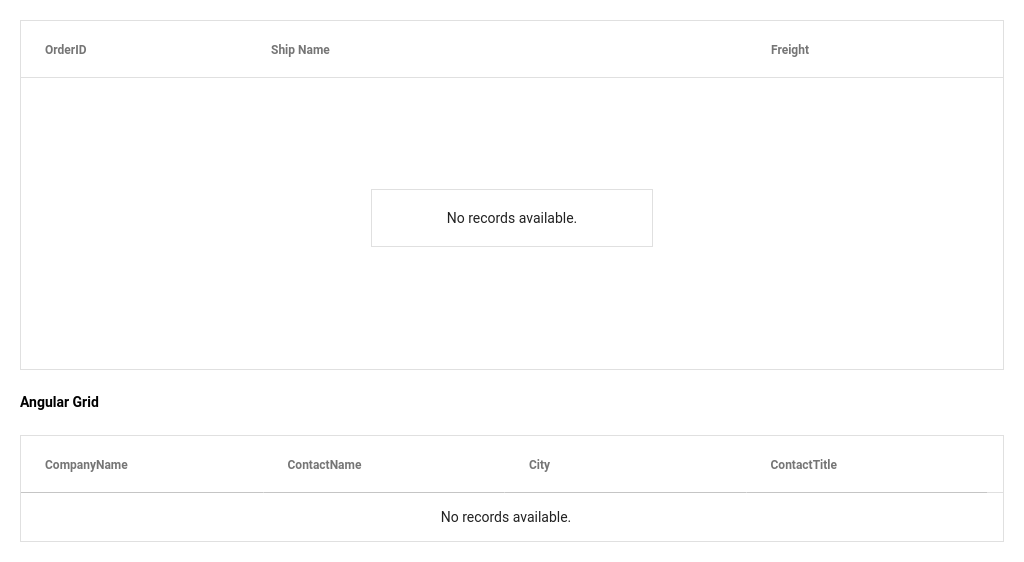 OrderID Ship Name Freight
No records available.
Angular Grid
CompanyName ContactName City ContactTitle
No records available.